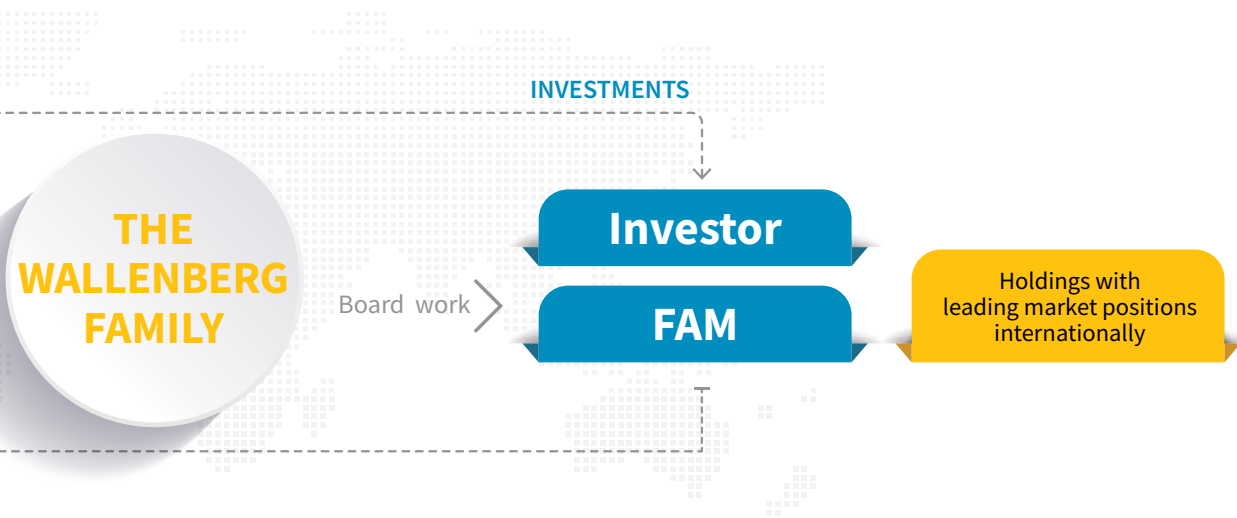 INVESTMENTS
THE
WALLENBERG
FAMILY
Board work
Investor
FAM
Holdings with
leading market positions
internationally